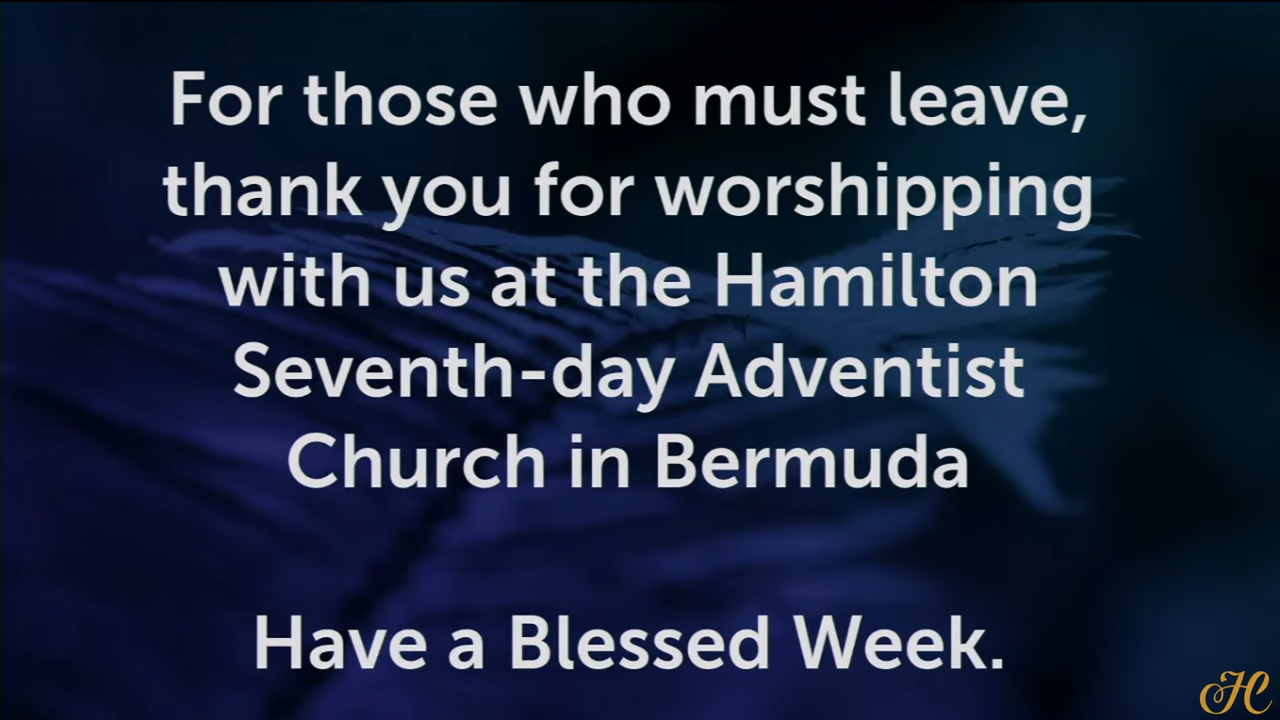 For those who must leave,
thank you for worshipping
with us at the Hamilton
Seventh-day Adventist
Church in Bermuda
Have a Blessed Week.
HC